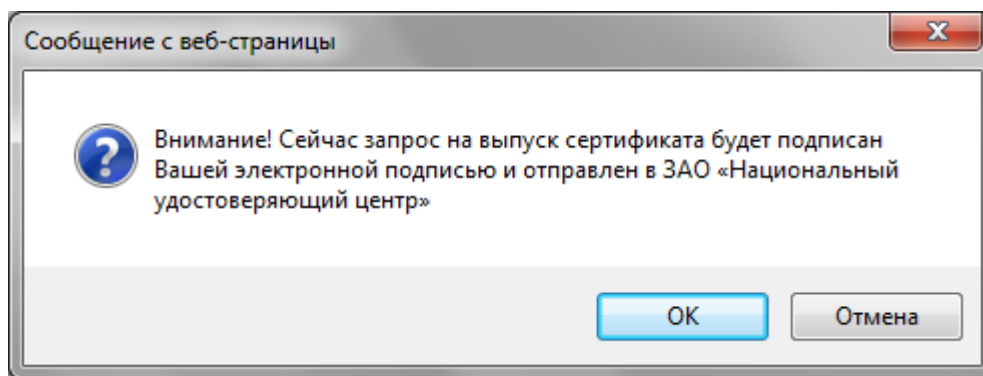 Сообщение с веб-страницы
Внимание! Сейчас запрос на выпуск сертификата будет подписан
Вашей электронной подписью и отправлен в ЗАО «Национальный
удостоверяющий центр»
OK
Отмена